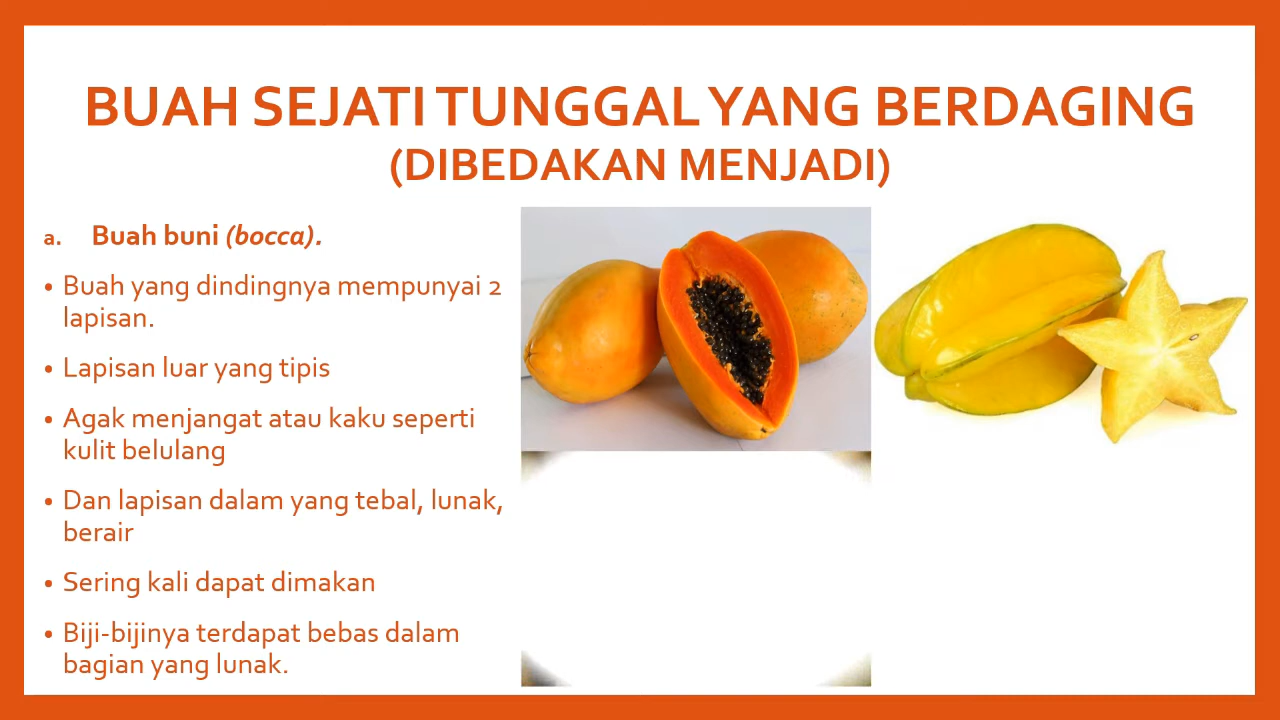 BUAH SEJATI TUNGGAL YANG BERDAGING
(DIBEDAKAN MENJADI)
a. Buah buni (bocca).
• Buah yang dindingnya mempunyai 2
lapisan.
• Lapisan luar yang tipis
• Agak menjangat atau kaku seperti
kulit belulang
• Dan lapisan dalam yang tebal, lunak,
berair
• Sering kali dapat dimakan
• Biji-bijinya terdapat bebas dalam
bagian yang lunak.